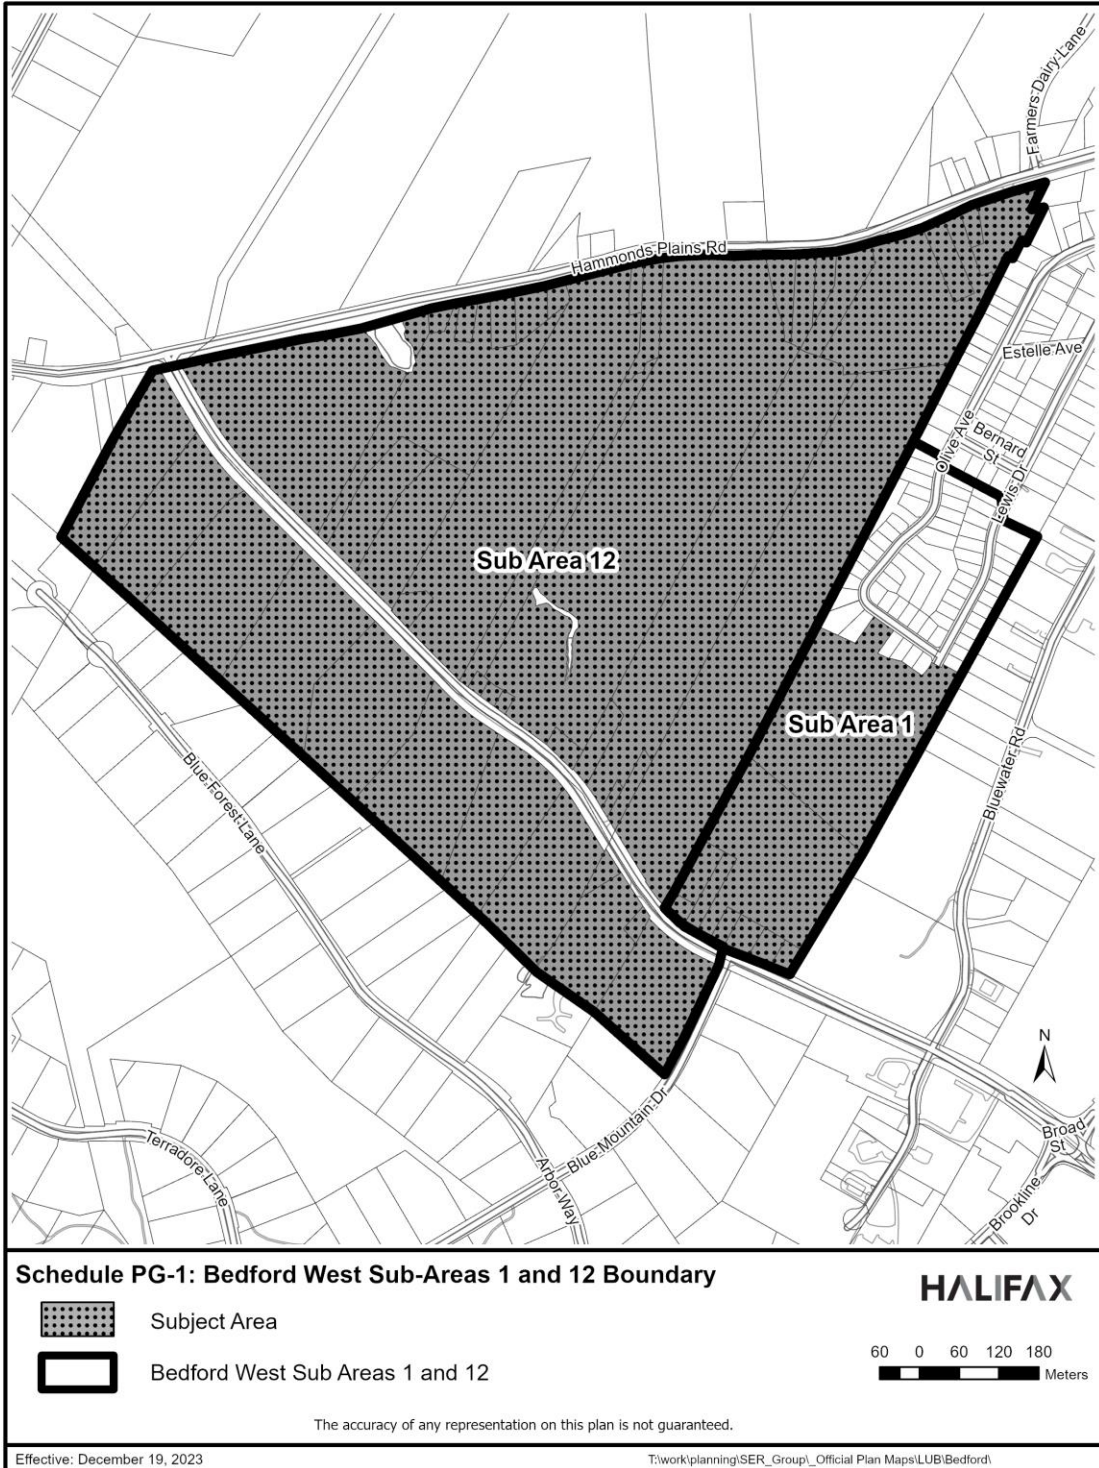 Farmers Dairy Lane
Hammonds Plains Rd
Estelle Ave
Olive Ave
Bernard
St
Lewis Dr
Sub Area 12
Sub Area 1
Bluewater Rd
Blue Forest Lane
N
Blue Mountain Dr
Broad
St
Terradore Lane
Arbor Way
Brookline
Dr
Schedule PG-1: Bedford West Sub-Areas 1 and 12 Boundary
HALIFAX
Subject Area
60 0 60 120 180
Meters
Bedford West Sub Areas 1 and 12
The accuracy of any representation on this plan is not guaranteed.
Effective: December 19, 2023
T:\work\planning\SER_Group\_Official Plan Maps\LUB\Bedford\